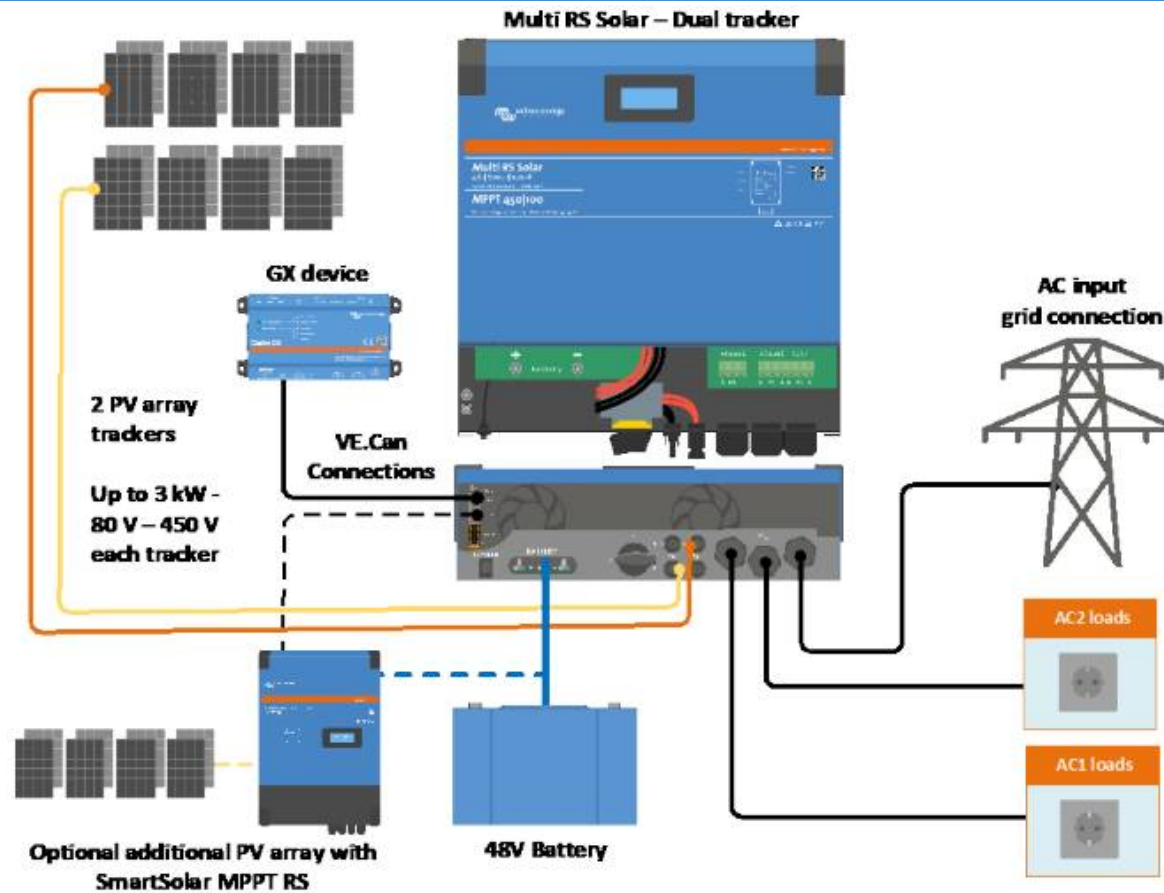 Multi RS Solar – Dual tracker
Multi RS Solar
MPPT 450|100
GX device
AC input
grid connection
2 PV array
trackers
VE.Can
Connections
Up to 3 kW -
80 V – 450 V
each tracker
+ -
Battery
BATTERY
AC2 loads
AC1 loads
48V Battery
Optional additional PV array with
SmartSolar MPPT RS